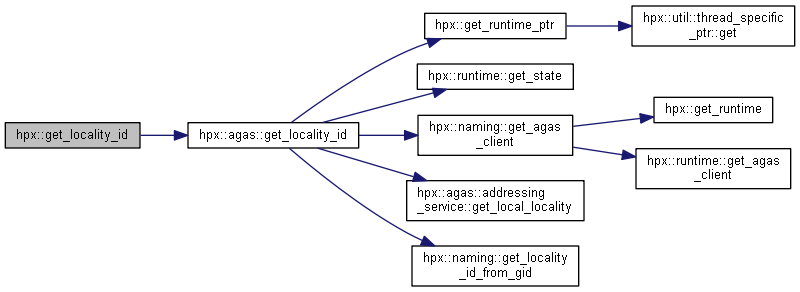 hpx::get_locality_id
hpx::agas::get_locality_id
hpx::get_runtime_ptr
hpx::util::thread_specific
_ptr::get
hpx::runtime::get_state
hpx::naming::get_agas
_client
hpx::get_runtime
hpx::runtime::get_agas
_client
hpx::agas::addressing
_service::get_local_locality
hpx::naming::get_locality
_id_from_gid